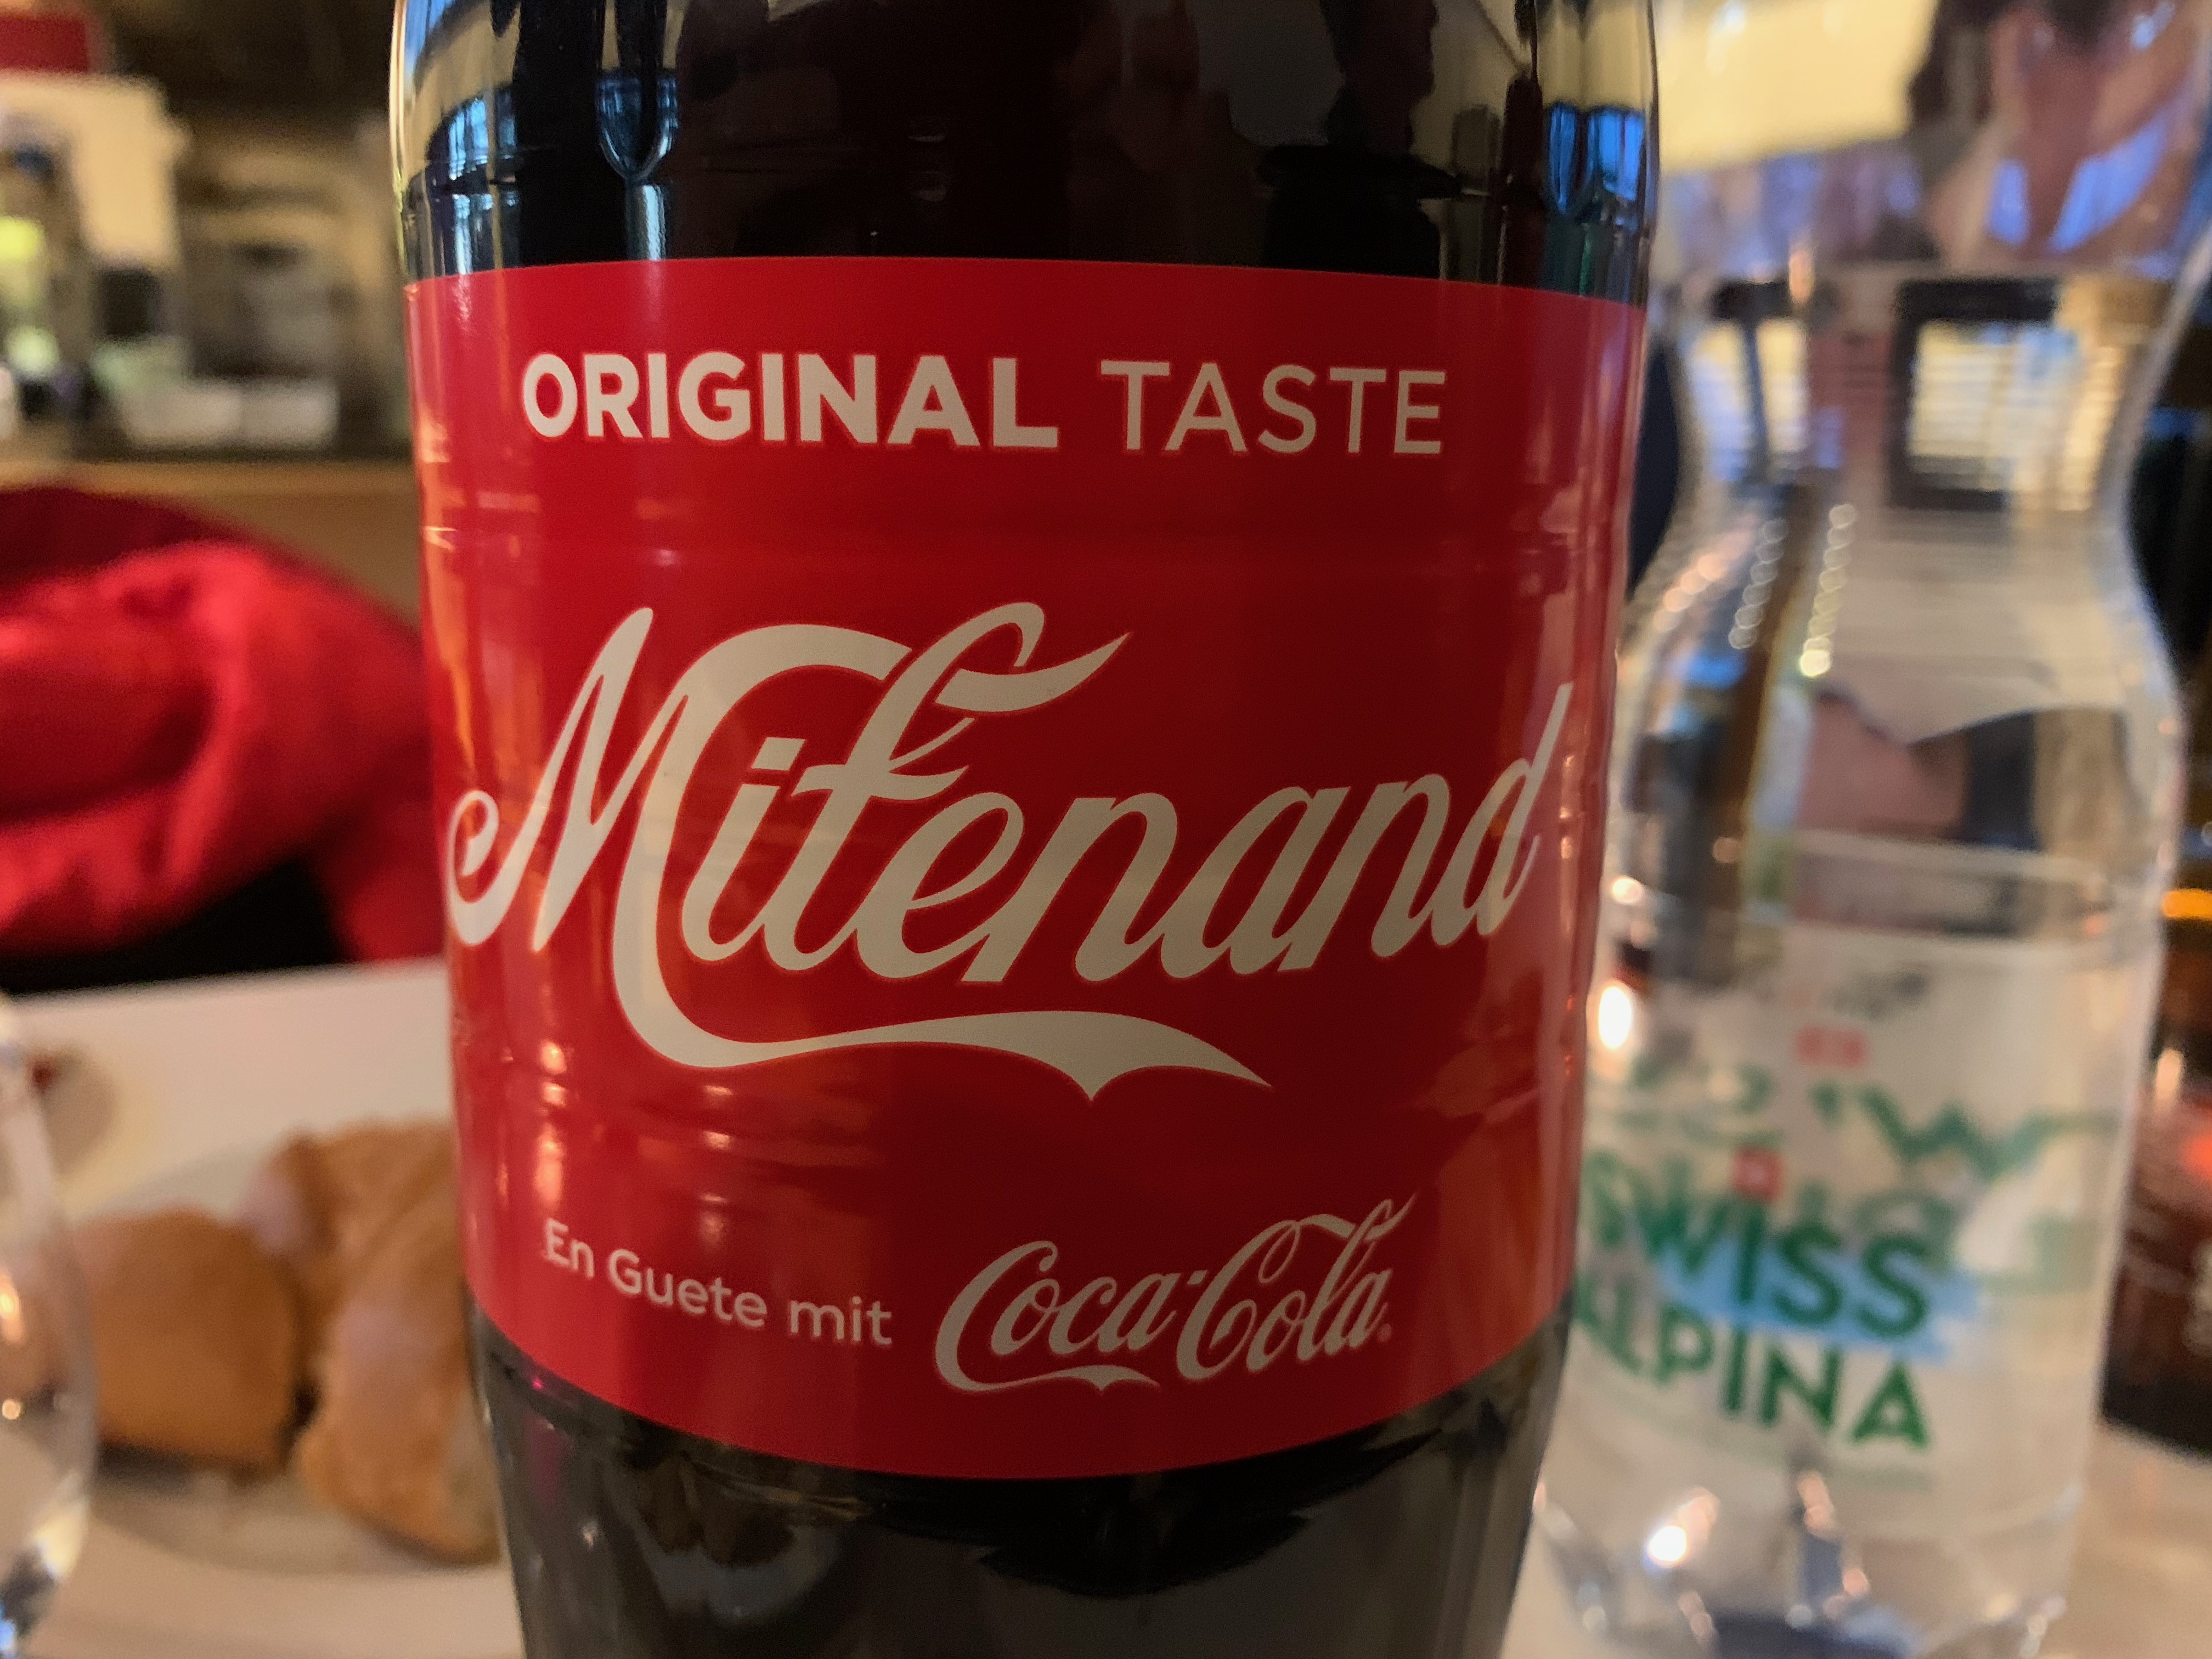 ORIGINAL TASTE
Mitenand
En Guete mit Coca-Cola
SWISS
ALPINA